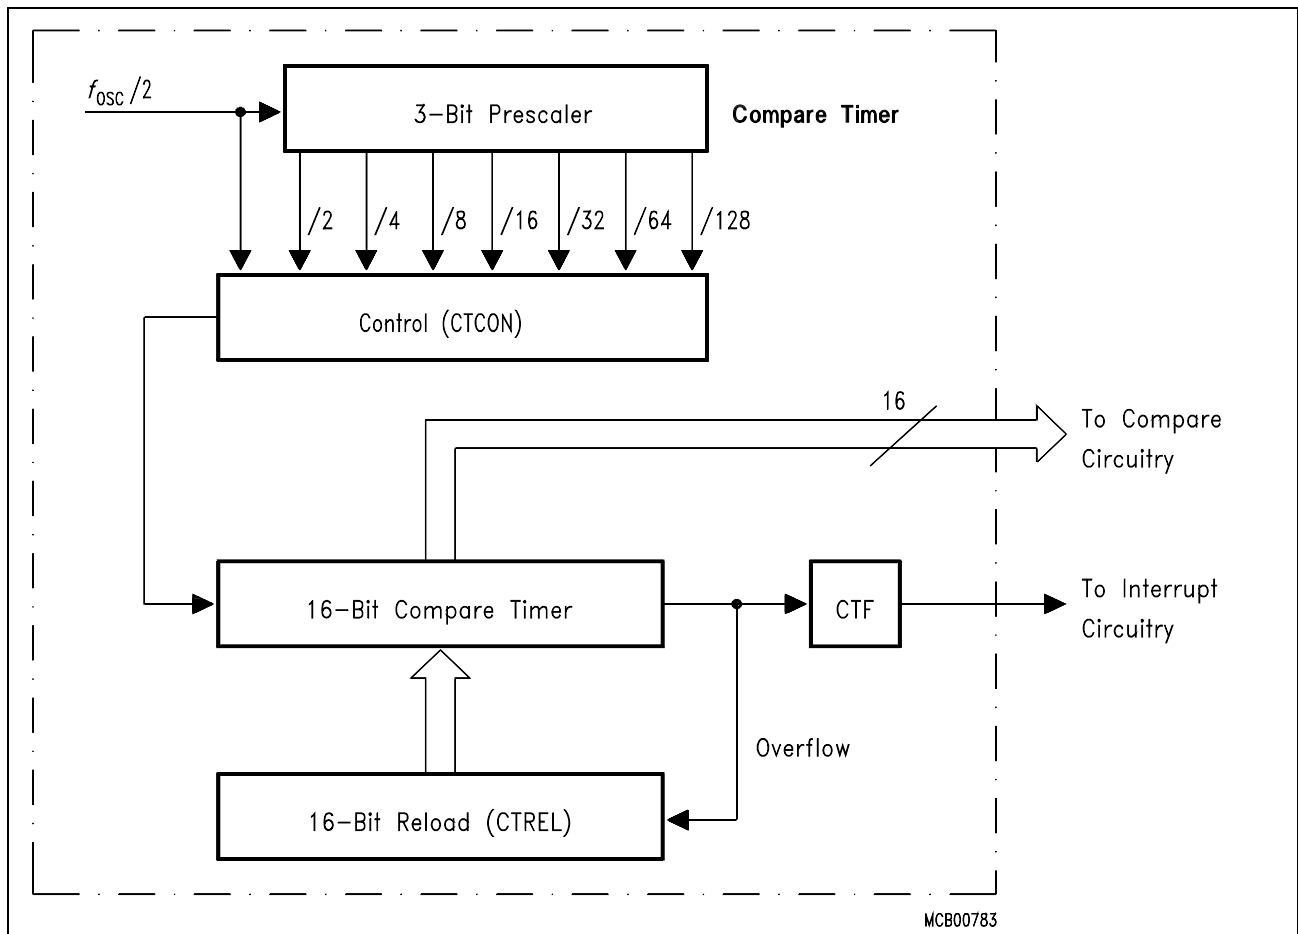 fOSC /2
3-Bit Prescaler
Compare Timer
/2
/4
/8
/16
/32
/64
/128
Control (CTCON)
16
To Compare
Circuitry
16-Bit Compare Timer
CTF
To Interrupt
Circuitry
Overflow
16-Bit Reload (CTREL)
MCB00783